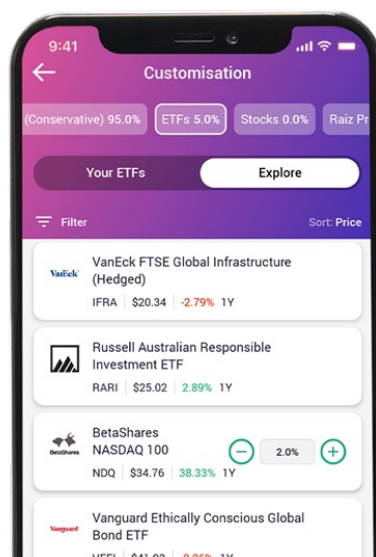 9:41
Customisation
(Conservative) 95.0% ETFs 5.0% Stocks 0.0% Raiz Pr
Your ETFs Explore
Filter Sort: Price
VanEck
VanEck FTSE Global Infrastructure
(Hedged)
IFRA $20.34 -2.79% 1Y
Russell Australian Responsible
Investment ETF
RARI $25.02 2.89% 1Y
BetaShares
BetaShares
NASDAQ 100
2.0%
NDQ $34.76 38.33% 1Y
Vanguard
Vanguard Ethically Conscious Global
Bond ETF